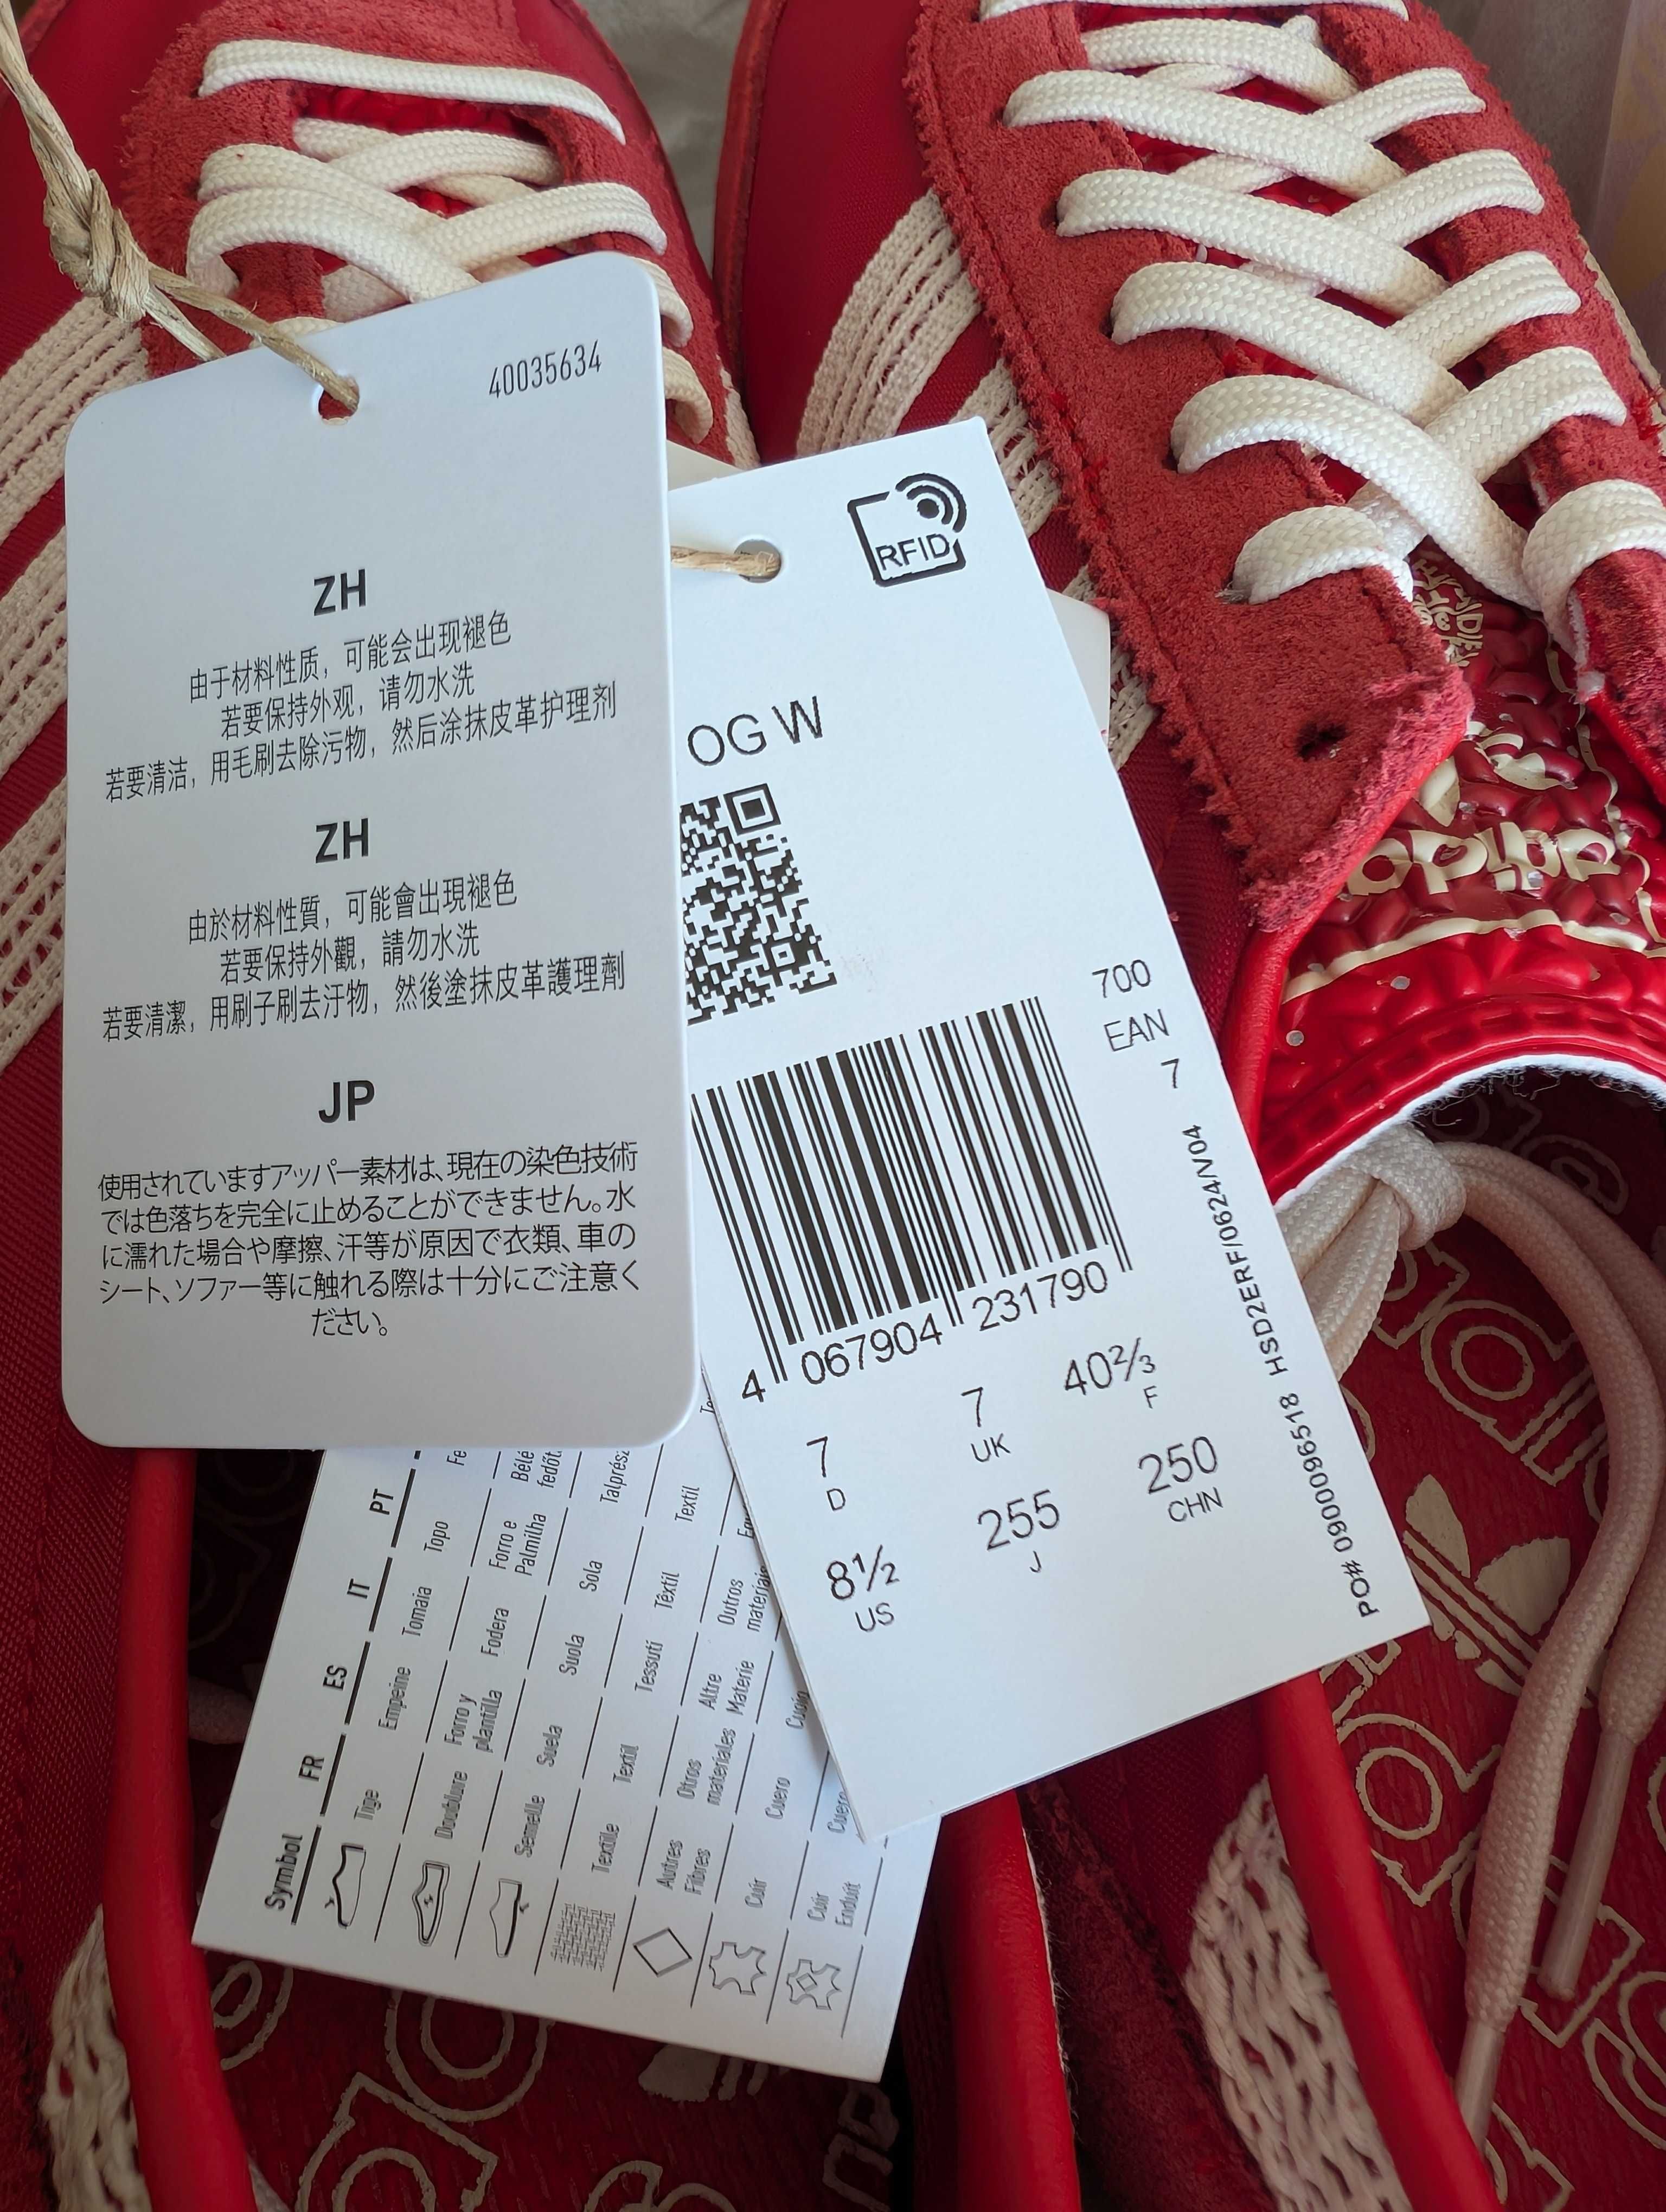 40035634
ZH
由于材料性质，可能会出现褪色
若要保持外观，请勿水洗
若要清洁，用毛刷去除污物，然后涂抹皮革护理剂
ZH
由於材料性質，可能會出現褪色
若要保持外觀，請勿水洗
若要清潔，用刷子刷去汙物，然後塗抹皮革護理劑
JP
使用されていますアッパー素材は、現在の染色技術
では色落ちを完全に止めることができません。水
に濡れた場合や摩擦、汗等が原因で衣類、車の
シート、ソファー等に触れる際は十分にご注意く
ださい。
RFID
OG W
700
EAN
7
4 067904 231790
7 D
7 UK
40⅔ F
8½ US
255 J
250 CHN
PO# 0900096518 HSD2ERF/0624/V04
Symbol FR ES IT PT
Tige Empeine Tomaia Topo
Doublure Forro y plantilla Fodera Forro e Palmilha
Semelle Suela Suola Sola
Textile Textil Tessuti Têxtil Textil
Autres Fibres Otros materiales Altre Materie Outros materiais
Cuir Cuero Cuoio
Cuir Enduit Cuero
adidas